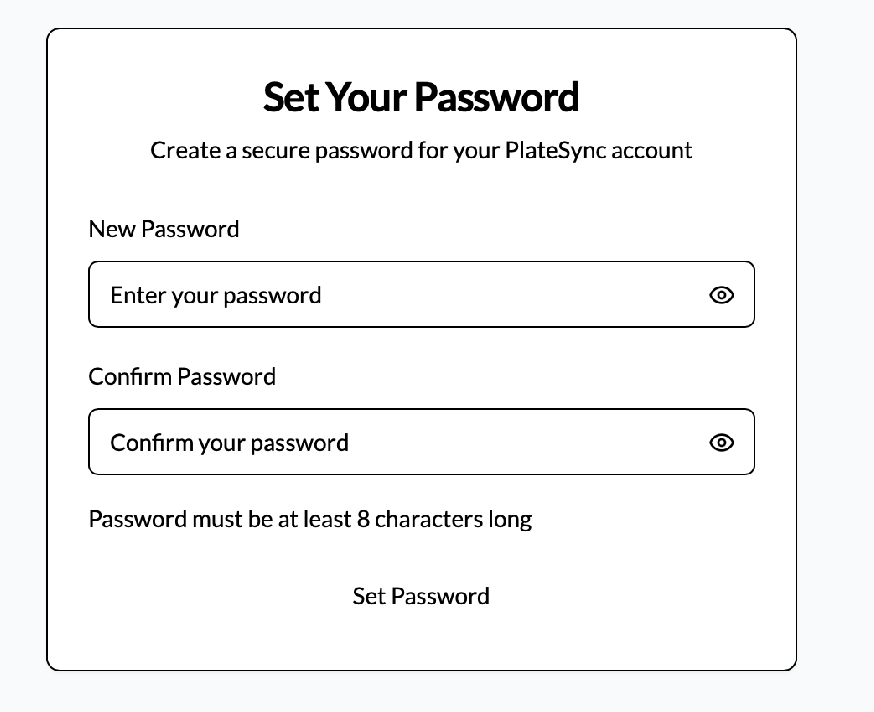 Set Your Password
Create a secure password for your PlateSync account
New Password
Enter your password
Confirm Password
Confirm your password
Password must be at least 8 characters long
Set Password